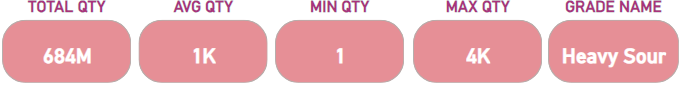 TOTAL QTY AVG QTY MIN QTY MAX QTY GRADE NAME
684M 1K 1 4K Heavy Sour